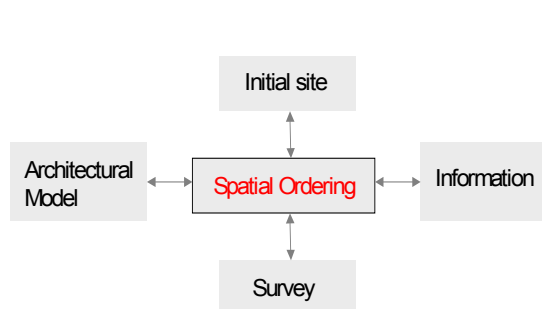 Initial site
Architectural
Model
Spatial Ordering
Information
Survey